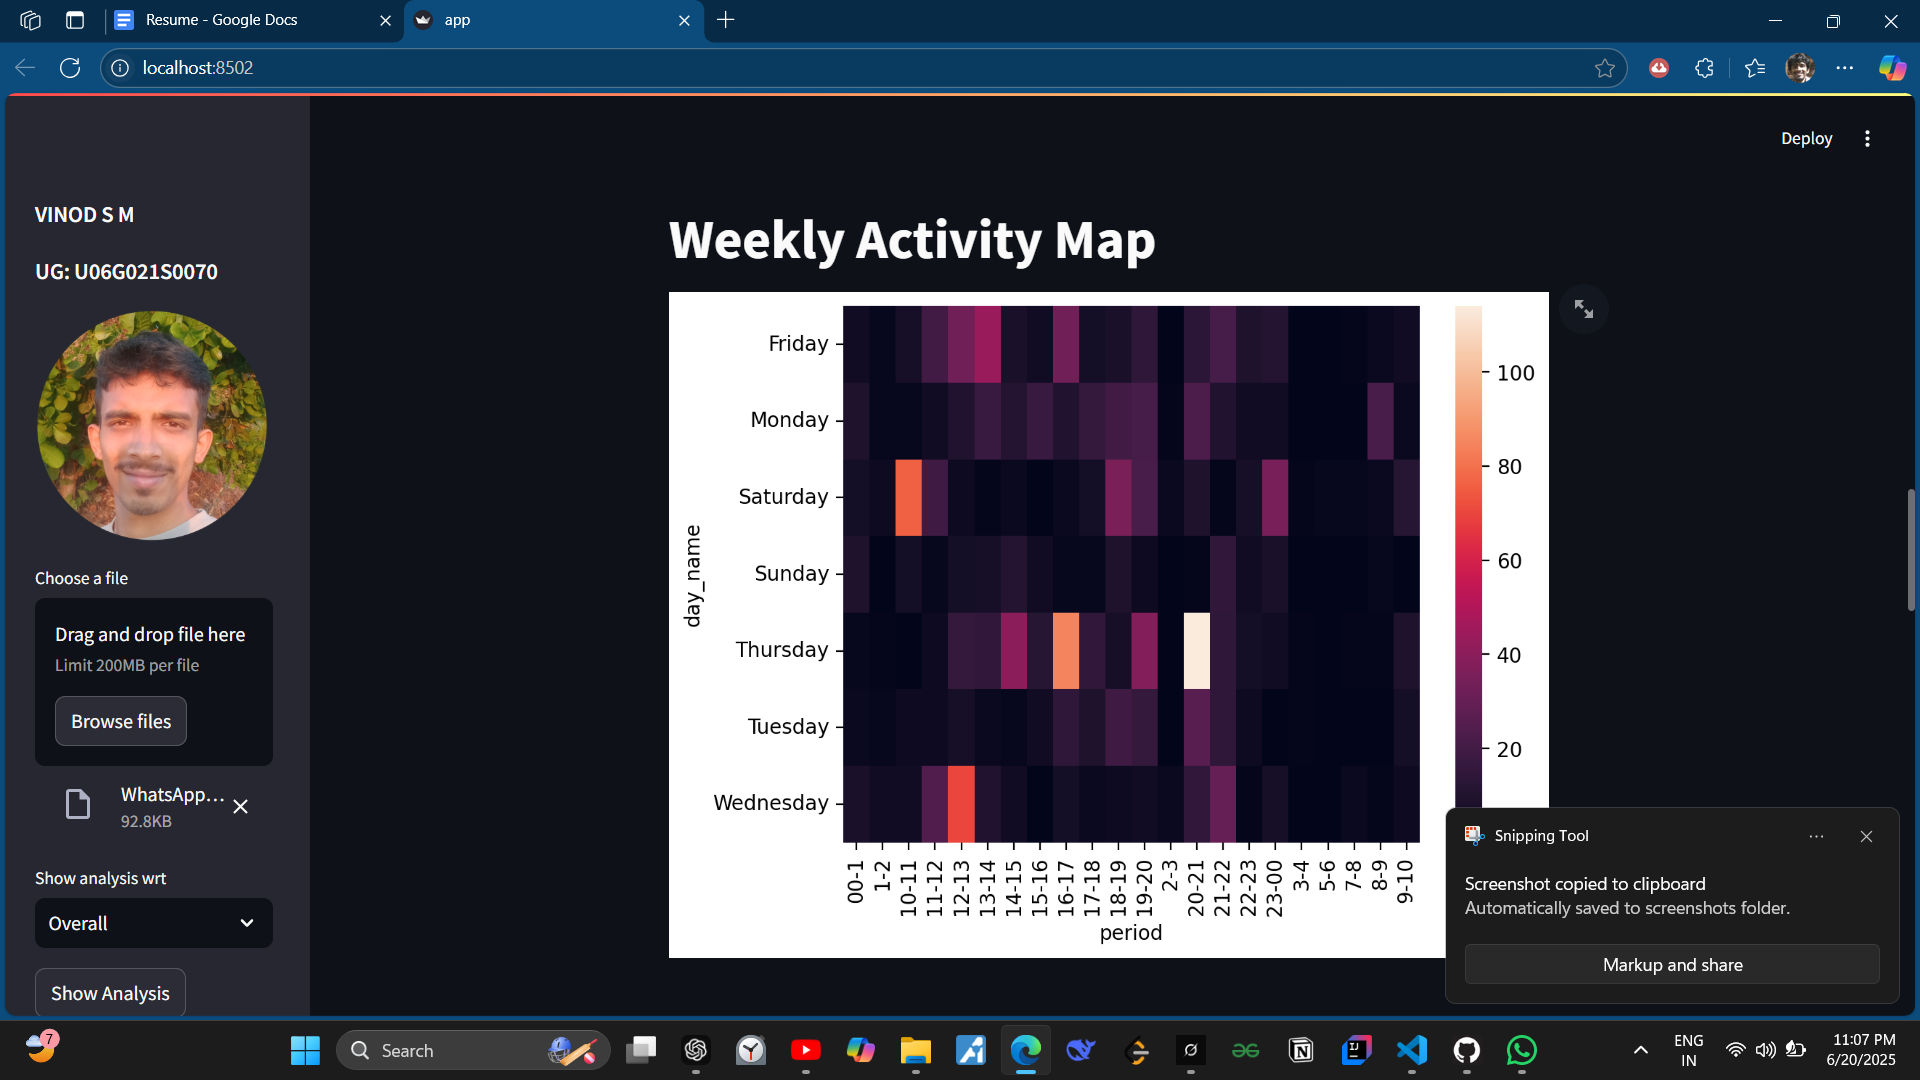 Resume - Google Docs
app
localhost:8502
Deploy
VINOD S M
UG: U06G021S0070
Choose a file
Drag and drop file here
Limit 200MB per file
Browse files
WhatsApp...
92.8KB
Show analysis wrt
Overall
Show Analysis
Weekly Activity Map
day_name
Friday
Monday
Saturday
Sunday
Thursday
Tuesday
Wednesday
00-1
1-2
10-11
11-12
12-13
13-14
14-15
15-16
16-17
17-18
18-19
19-20
2-3
20-21
21-22
22-23
23-00
3-4
5-6
7-8
8-9
9-10
period
100
80
60
40
20
Snipping Tool
Screenshot copied to clipboard
Automatically saved to screenshots folder.
Markup and share
7
Search
ENG
IN
11:07 PM
6/20/2025